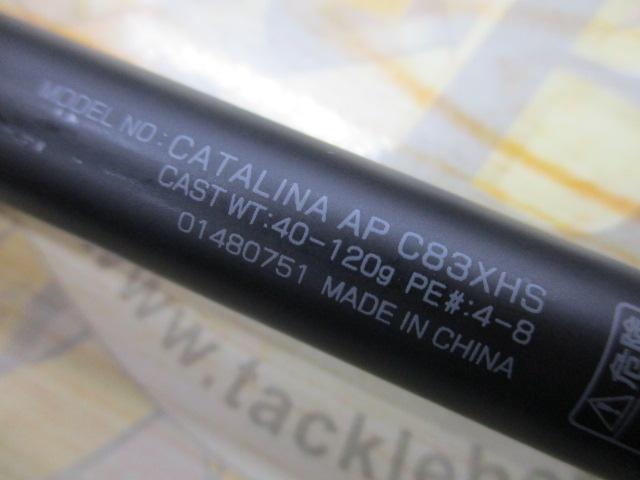 MODEL NO: CATALINA AP C83XHS
CAST WT: 40-120g PE#: 4-8
01480751 MADE IN CHINA
危険
www.tackleber